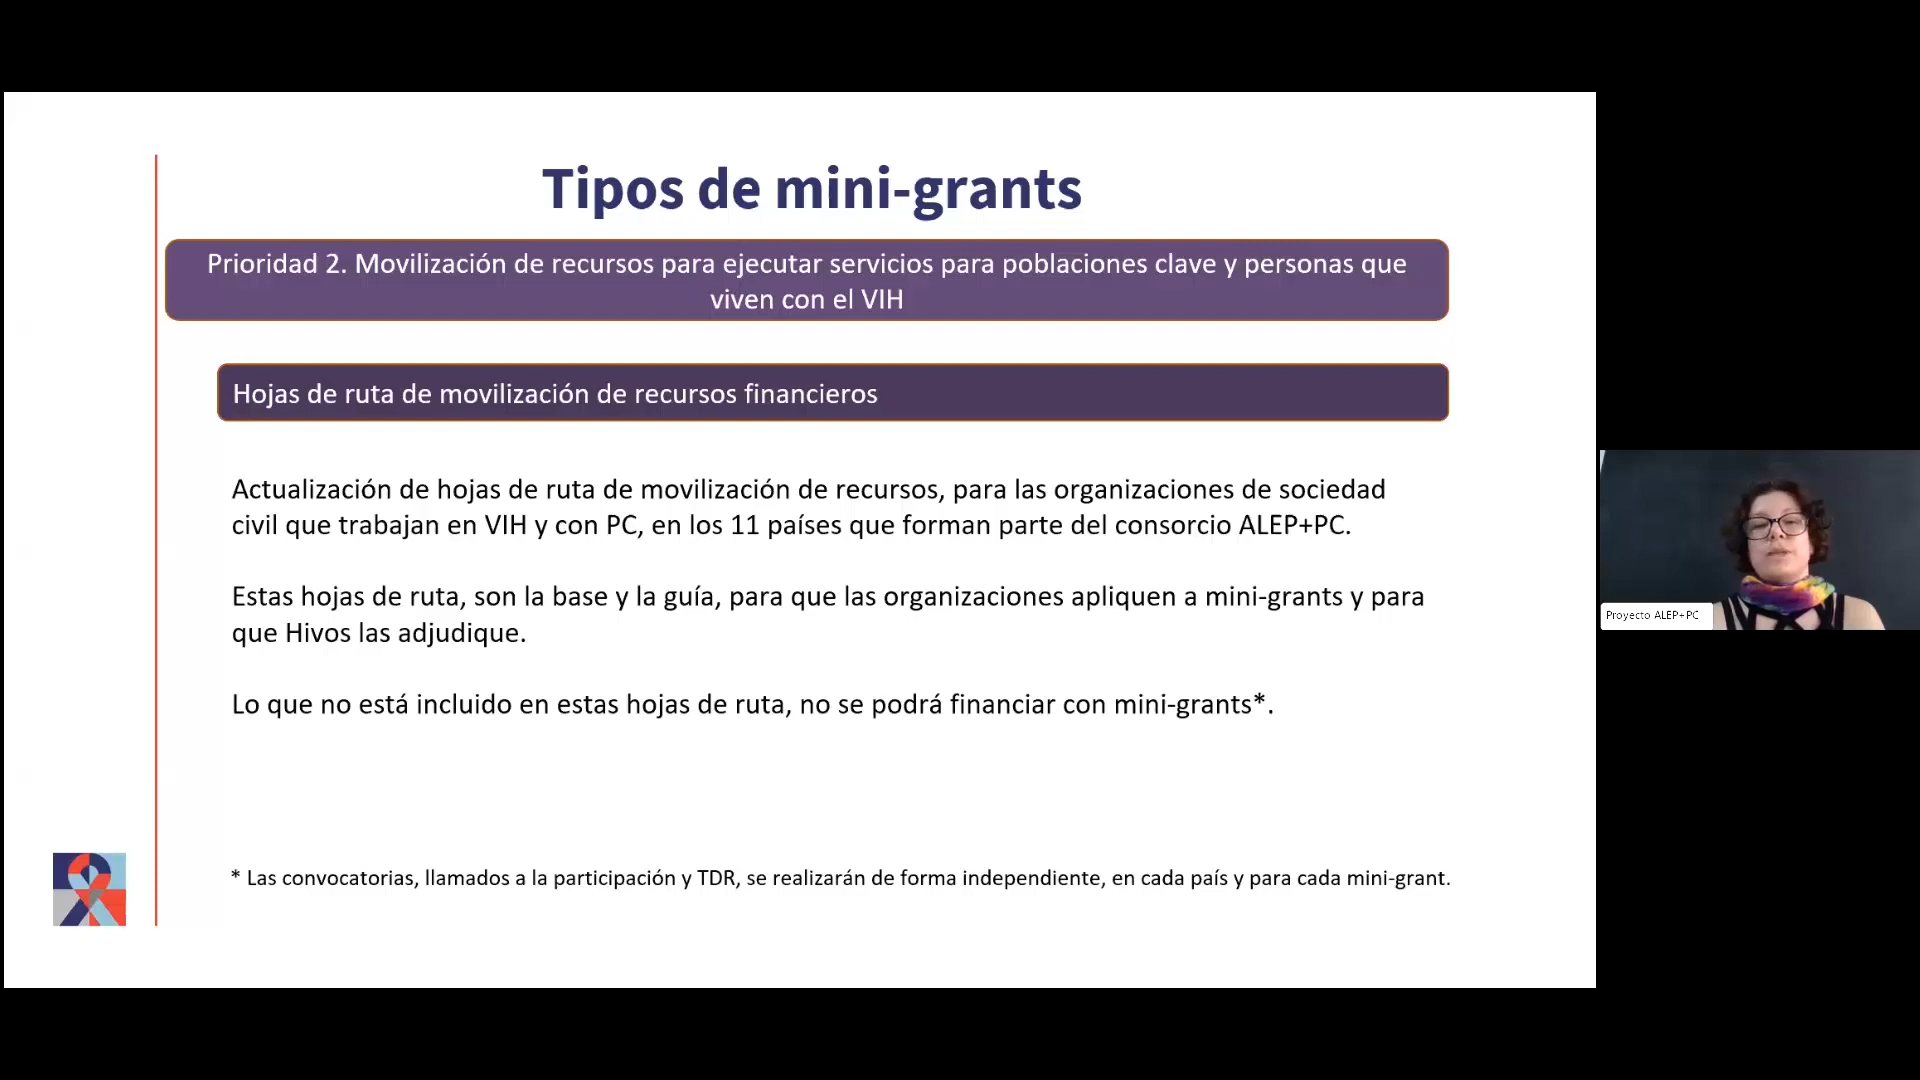 Tipos de mini-grants
Prioridad 2. Movilización de recursos para ejecutar servicios para poblaciones clave y personas que
viven con el VIH
Hojas de ruta de movilización de recursos financieros
Actualización de hojas de ruta de movilización de recursos, para las organizaciones de sociedad
civil que trabajan en VIH y con PC, en los 11 países que forman parte del consorcio ALEP+PC.
Estas hojas de ruta, son la base y la guía, para que las organizaciones apliquen a mini-grants y para
que Hivos las adjudique.
Lo que no está incluido en estas hojas de ruta, no se podrá financiar con mini-grants*.
* Las convocatorias, llamados a la participación y TDR, se realizarán de forma independiente, en cada país y para cada mini-grant.
Proyecto ALEP+PC